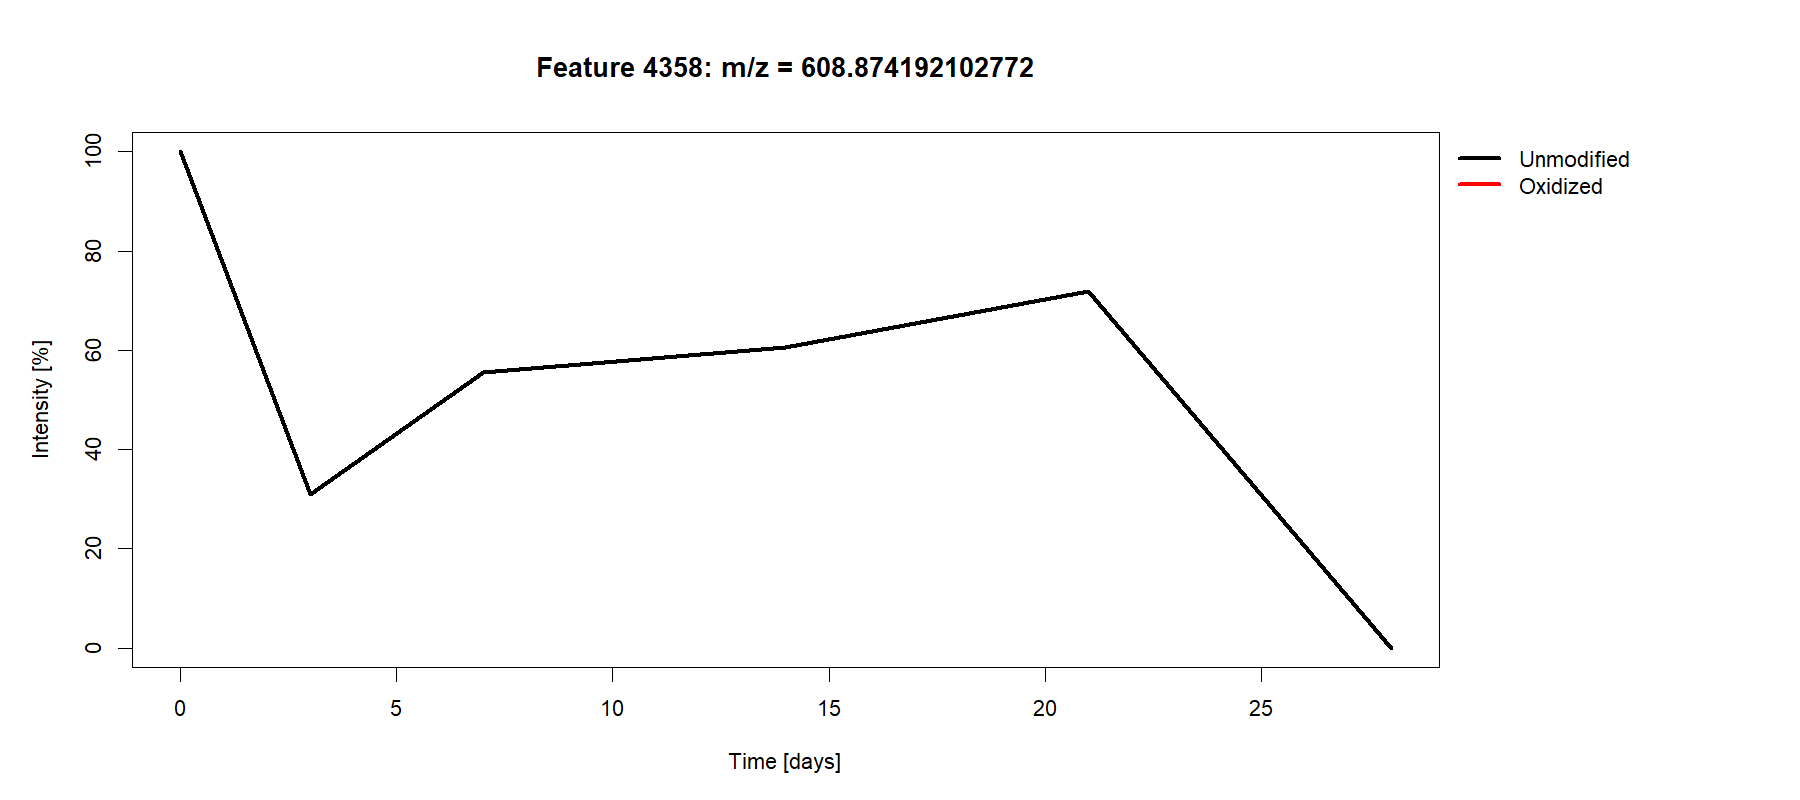 Feature 4358: m/z = 608.874192102772
Unmodified
Oxidized
Intensity [%]
100
80
60
40
20
0
0 5 10 15 20 25
Time [days]